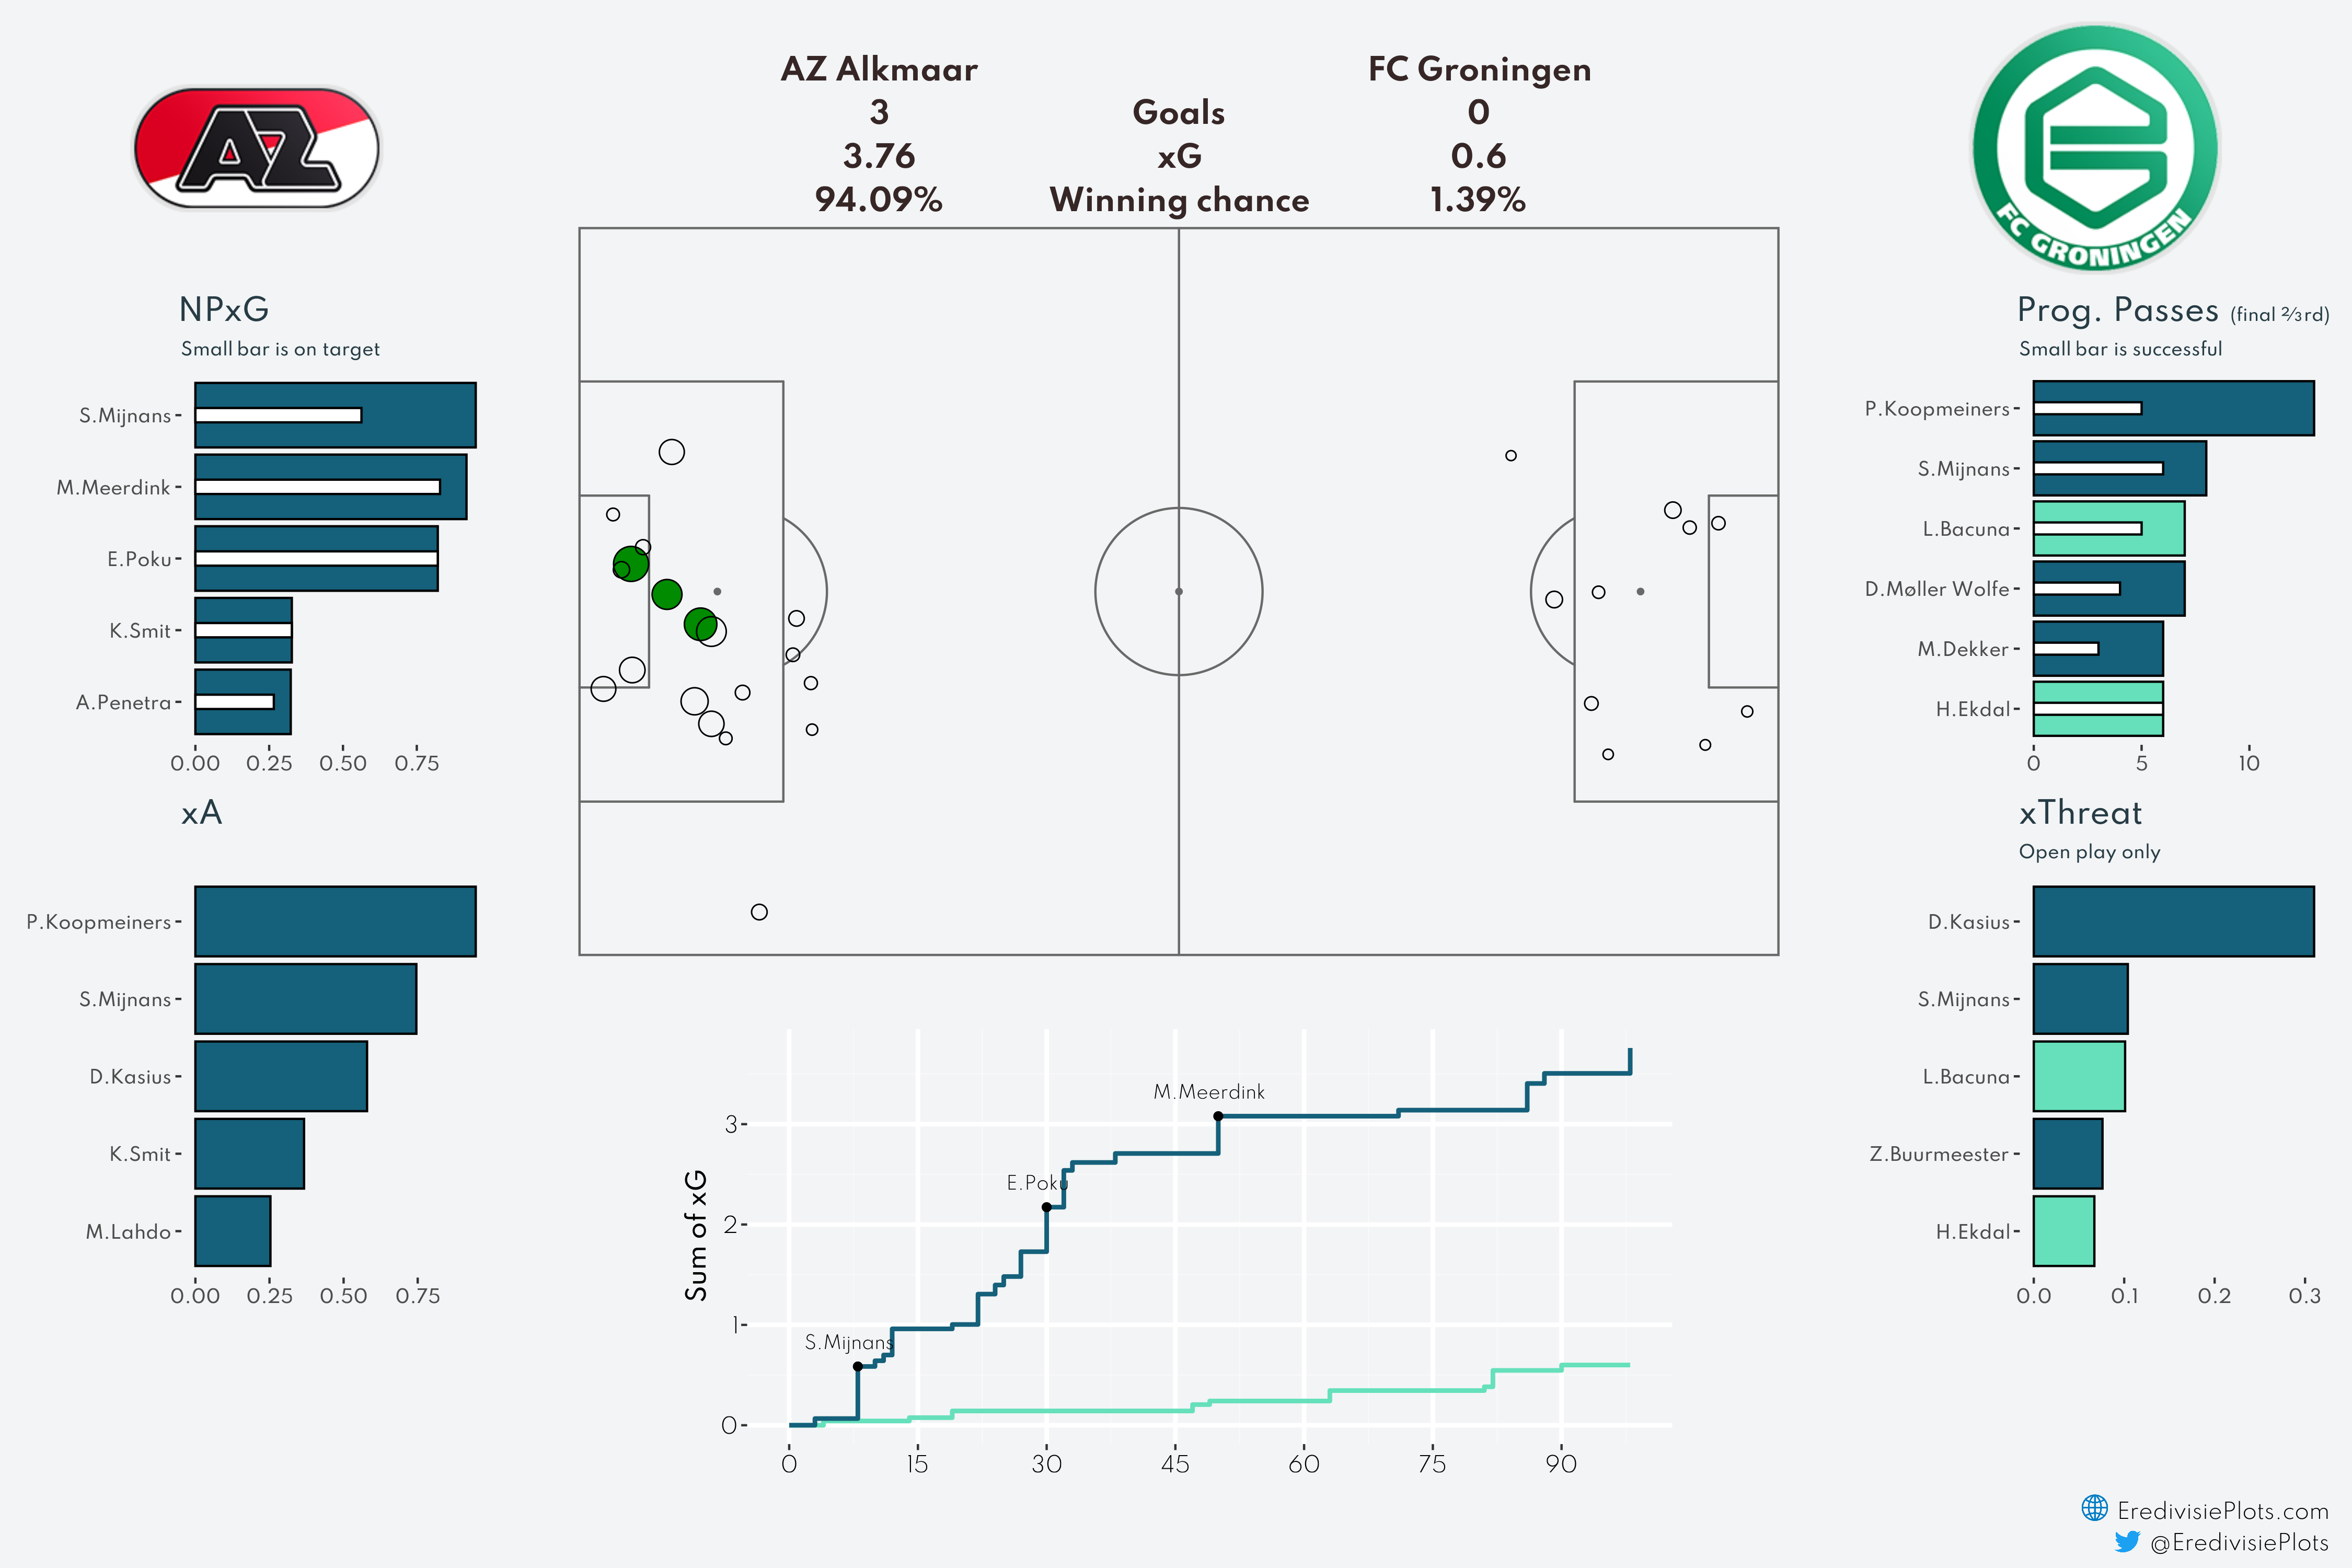 AZ Alkmaar FC Groningen
3 Goals 0
3.76 xG 0.6
94.09% Winning chance 1.39%
AZ
FC GRONINGEN
NPxG
Small bar is on target
S.Mijnans
M.Meerdink
E.Poku
K.Smit
A.Penetra
0.00 0.25 0.50 0.75
xA
P.Koopmeiners
S.Mijnans
D.Kasius
K.Smit
M.Lahdo
0.00 0.25 0.50 0.75
Sum of xG
3
2
1
0
S.Mijnans
E.Poku
M.Meerdink
0 15 30 45 60 75 90
Prog. Passes (final ⅔rd)
Small bar is successful
P.Koopmeiners
S.Mijnans
L.Bacuna
D.Møller Wolfe
M.Dekker
H.Ekdal
0 5 10
xThreat
Open play only
D.Kasius
S.Mijnans
L.Bacuna
Z.Buurmeester
H.Ekdal
0.0 0.1 0.2 0.3
EredivisiePlots.com
@EredivisiePlots